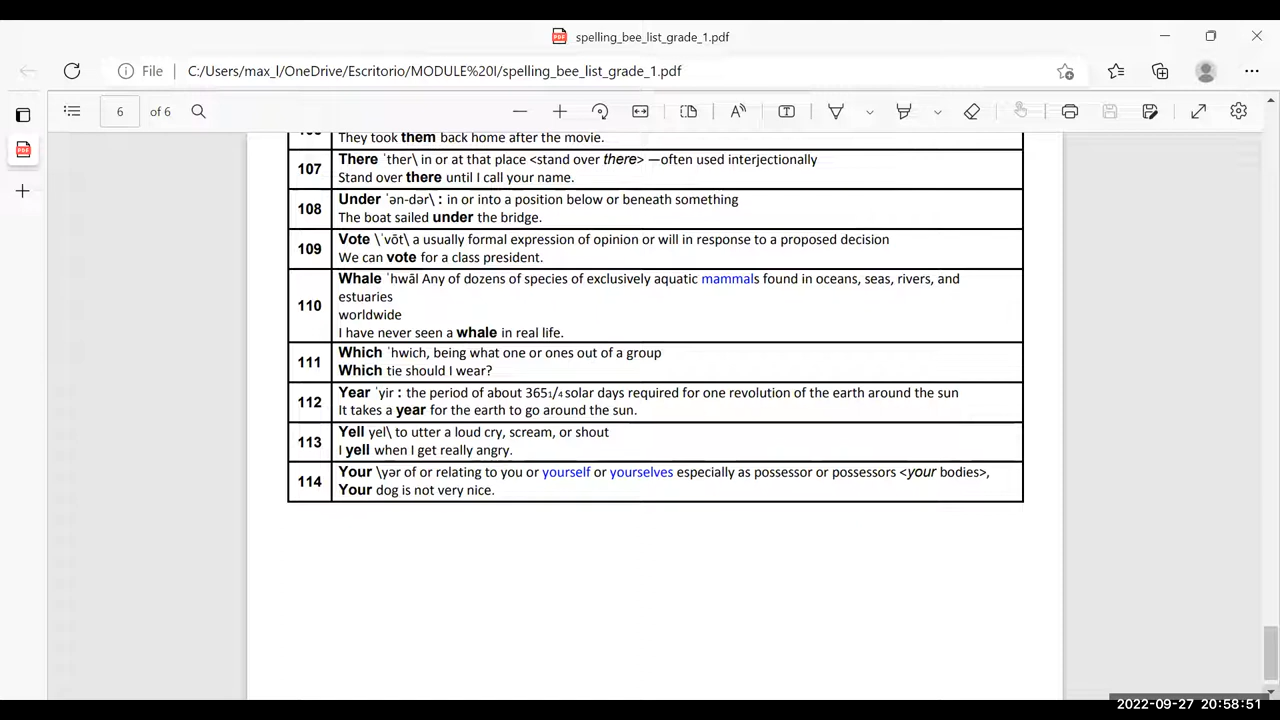 spelling_bee_list_grade_1.pdf
File C:/Users/max_l/OneDrive/Escritorio/MODULE%20I/spelling_bee_list_grade_1.pdf
6 of 6
They took them back home after the movie.
107
There ˈther\ in or at that place <stand over there> —often used interjectionally
Stand over there until I call your name.
108
Under ˈən-dər\ : in or into a position below or beneath something
The boat sailed under the bridge.
109
Vote \ˈvōt\ a usually formal expression of opinion or will in response to a proposed decision
We can vote for a class president.
110
Whale ˈhwāl Any of dozens of species of exclusively aquatic mammals found in oceans, seas, rivers, and
estuaries
worldwide
I have never seen a whale in real life.
111
Which ˈhwich, being what one or ones out of a group
Which tie should I wear?
112
Year ˈyir : the period of about 365 1/4 solar days required for one revolution of the earth around the sun
It takes a year for the earth to go around the sun.
113
Yell yel\ to utter a loud cry, scream, or shout
I yell when I get really angry.
114
Your \yər of or relating to you or yourself or yourselves especially as possessor or possessors <your bodies>,
Your dog is not very nice.
2022-09-27 20:58:51